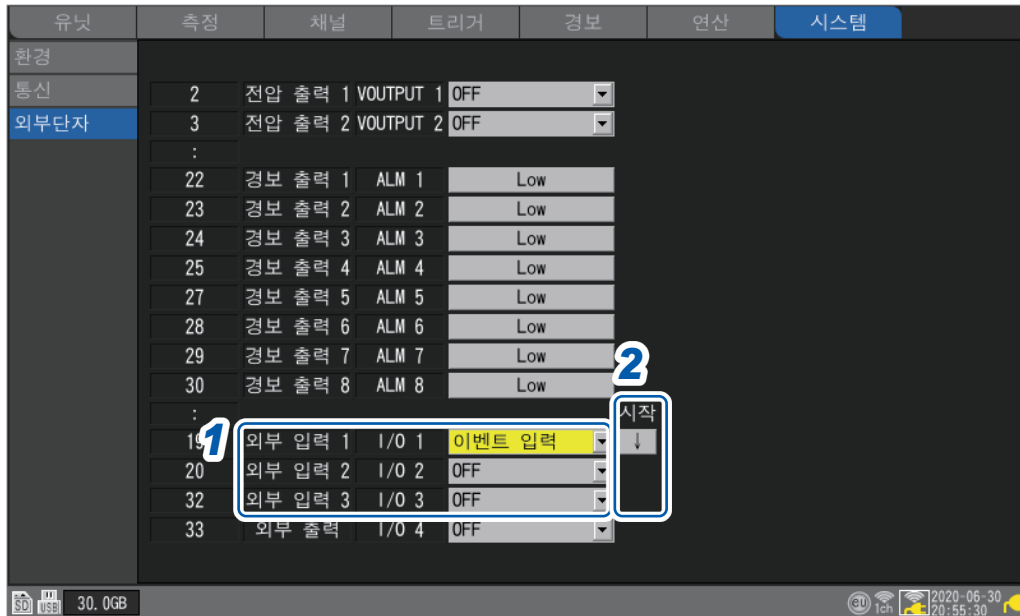 유닛 측정 채널 트리거 경보 연산 시스템
환경
통신
외부단자
2 전압 출력 1 VOUTPUT 1 OFF
3 전압 출력 2 VOUTPUT 2 OFF
:
22 경보 출력 1 ALM 1 Low
23 경보 출력 2 ALM 2 Low
24 경보 출력 3 ALM 3 Low
25 경보 출력 4 ALM 4 Low
27 경보 출력 5 ALM 5 Low
28 경보 출력 6 ALM 6 Low
29 경보 출력 7 ALM 7 Low
2
30 경보 출력 8 ALM 8 Low
: 시작
1
19 외부 입력 1 I/O 1 이벤트 입력 ↓
20 외부 입력 2 I/O 2 OFF
32 외부 입력 3 I/O 3 OFF
33 외부 출력 I/O 4 OFF
SD USB 30.0GB eu 1ch 2020-06-30
20:55:30